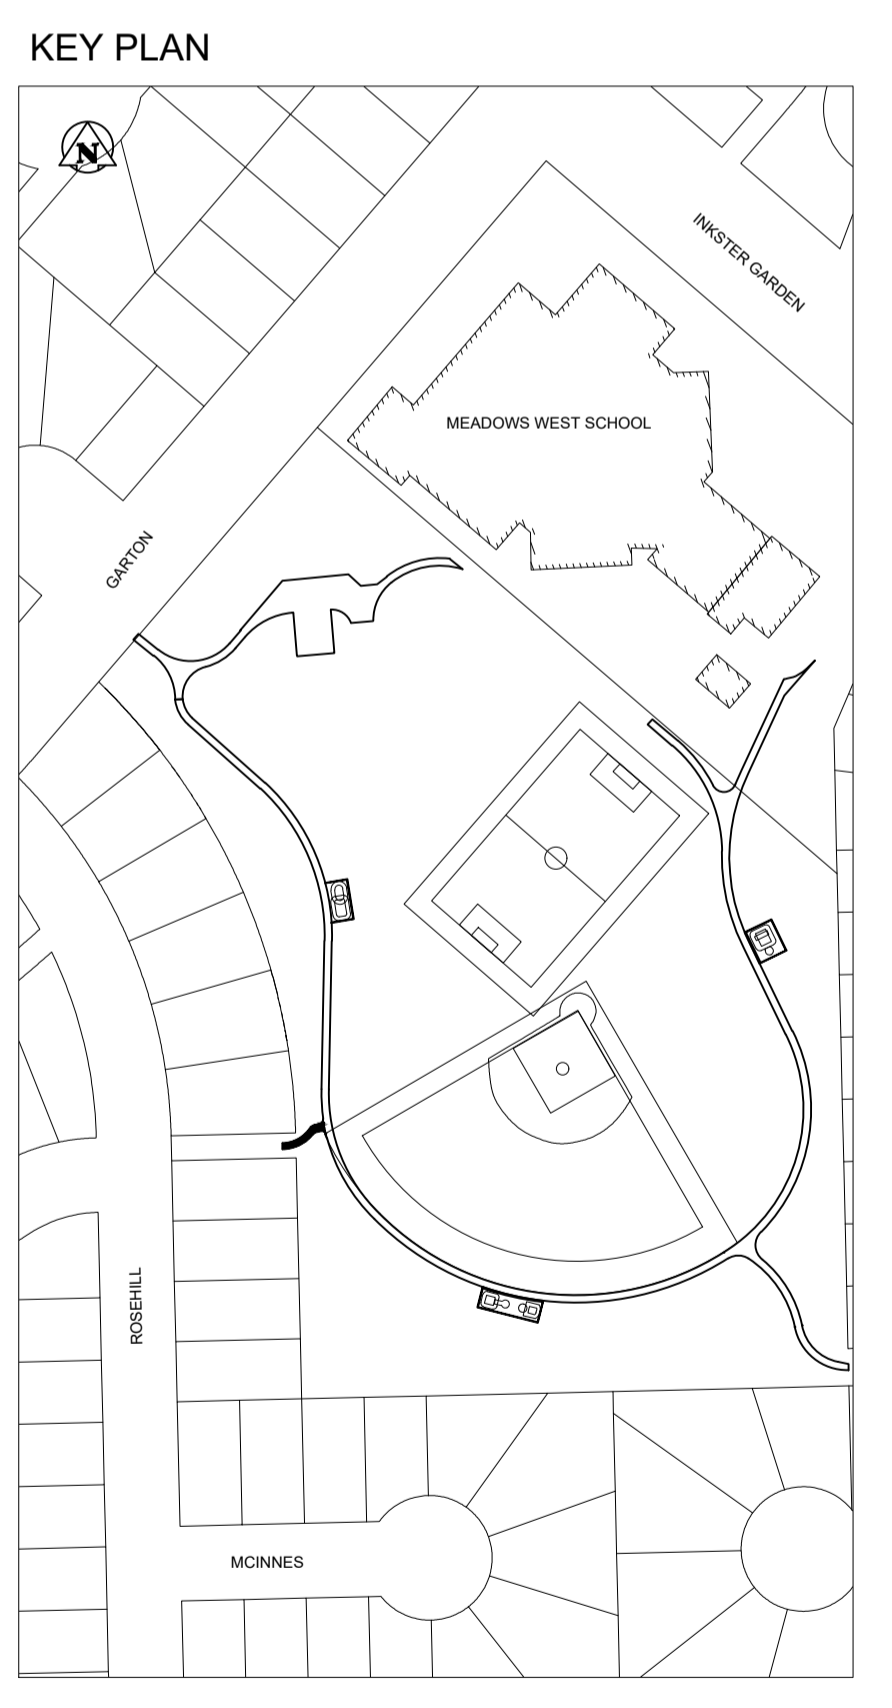 KEY PLAN
N
INKSTER GARDEN
MEADOWS WEST SCHOOL
GARTON
ROSEHILL
MCINNES